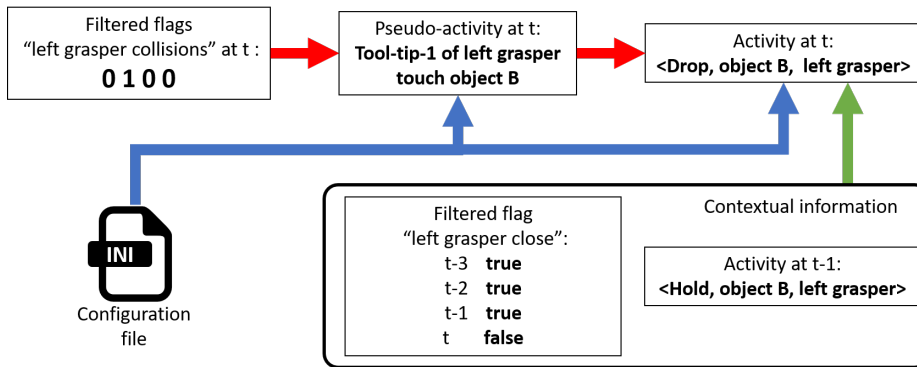 Filtered flags
“left grasper collisions” at t :
0 1 0 0
Pseudo-activity at t:
Tool-tip-1 of left grasper
touch object B
Activity at t:
<Drop, object B,  left grasper>
INI
Configuration
file
Contextual information
Filtered flag
“left grasper close”:
t-3 true
t-2 true
t-1 true
t false
Activity at t-1:
<Hold, object B, left grasper>